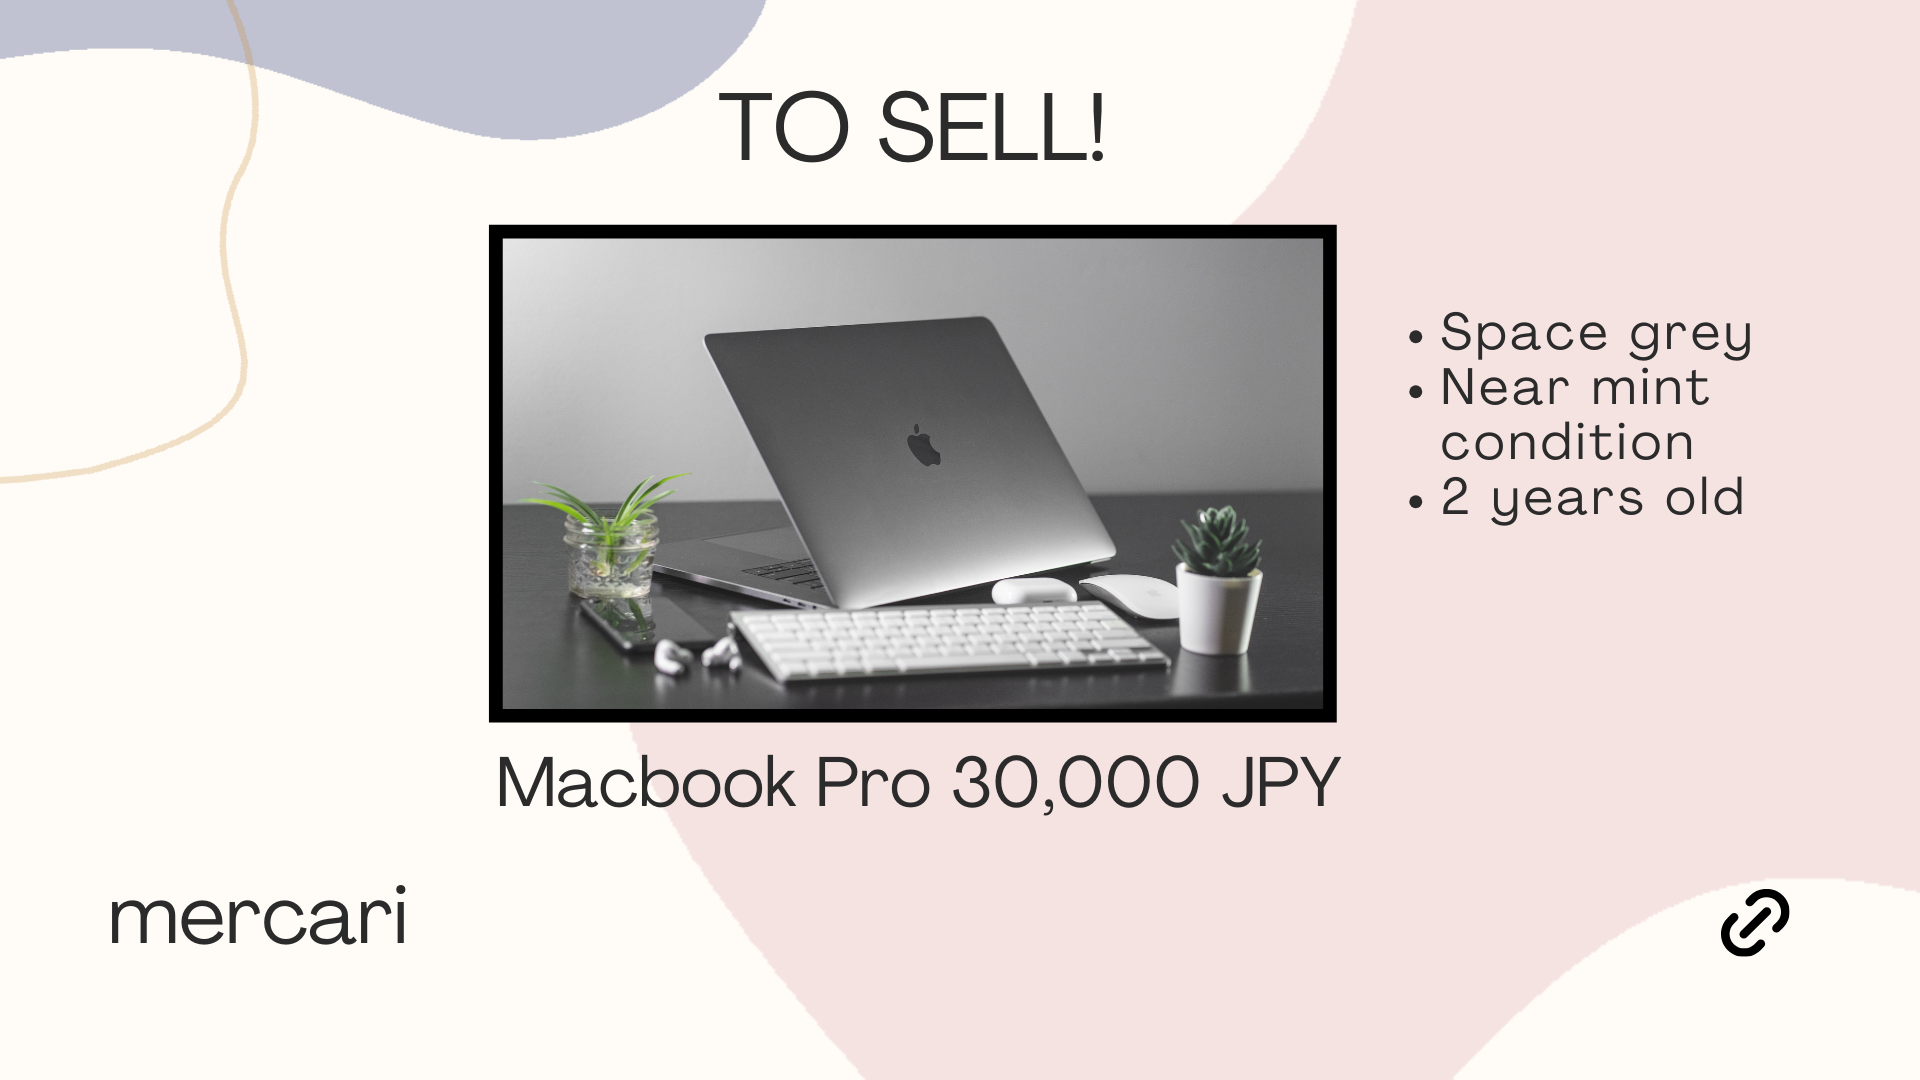 TO SELL!
• Space grey
• Near mint
condition
• 2 years old
Macbook Pro 30,000 JPY
mercari